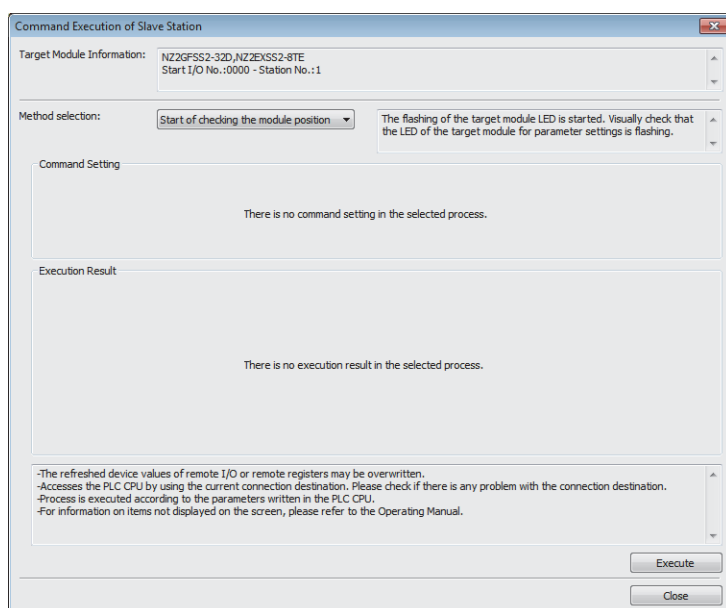 Command Execution of Slave Station
Target Module Information:
NZ2GFSS2-32D,NZ2EXSS2-8TE
Start I/O No.:0000 - Station No.:1
Method selection:
Start of checking the module position
The flashing of the target module LED is started. Visually check that
the LED of the target module for parameter settings is flashing.
Command Setting
There is no command setting in the selected process.
Execution Result
There is no execution result in the selected process.
-The refreshed device values of remote I/O or remote registers may be overwritten.
-Accesses the PLC CPU by using the current connection destination. Please check if there is any problem with the connection destination.
-Process is executed according to the parameters written in the PLC CPU.
-For information on items not displayed on the screen, please refer to the Operating Manual.
Execute
Close